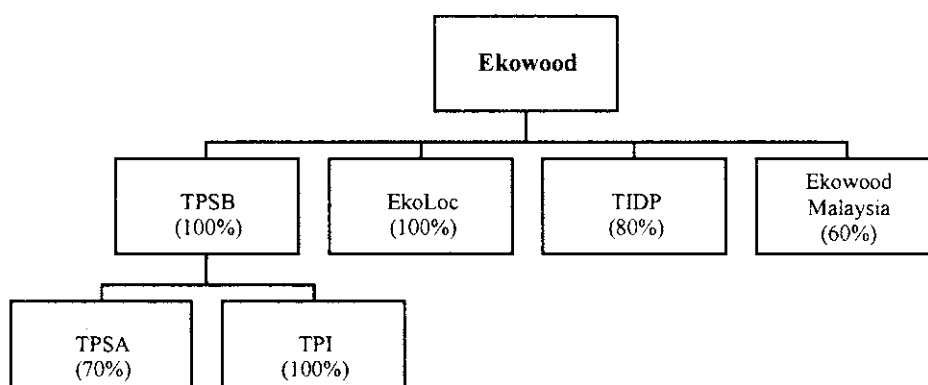 Ekowood
TPSB
(100%)
EkoLoc
(100%)
TIDP
(80%)
Ekowood
Malaysia
(60%)
TPSA
(70%)
TPI
(100%)